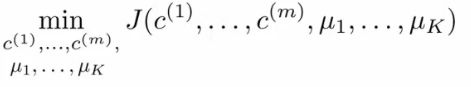 min J(c^{(1)}, …, c^{(m)}, μ_1, …, μ_K)
c^{(1)},…,c^{(m)},
μ_1,…,μ_K